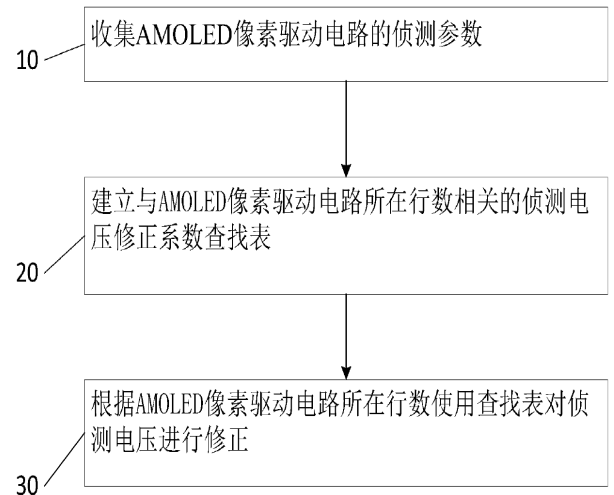 10
收集AMOLED像素驱动电路的侦测参数
20
建立与AMOLED像素驱动电路所在行数相关的侦测电
压修正系数查找表
30
根据AMOLED像素驱动电路所在行数使用查找表对侦
测电压进行修正